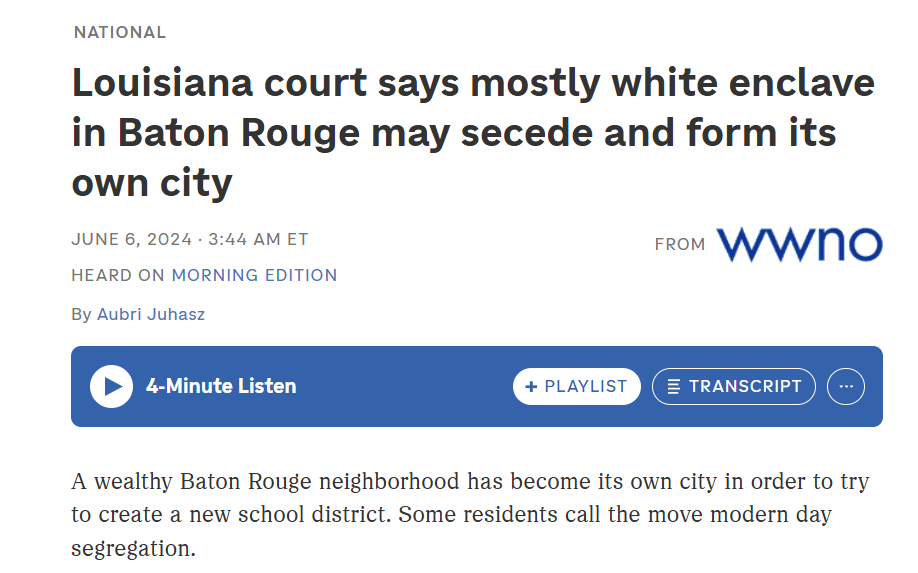 NATIONAL
Louisiana court says mostly white enclave
in Baton Rouge may secede and form its
own city
JUNE 6, 2024 · 3:44 AM ET
FROM wwno
HEARD ON MORNING EDITION
By Aubri Juhasz
4-Minute Listen
+ PLAYLIST
TRANSCRIPT
A wealthy Baton Rouge neighborhood has become its own city in order to try
to create a new school district. Some residents call the move modern day
segregation.